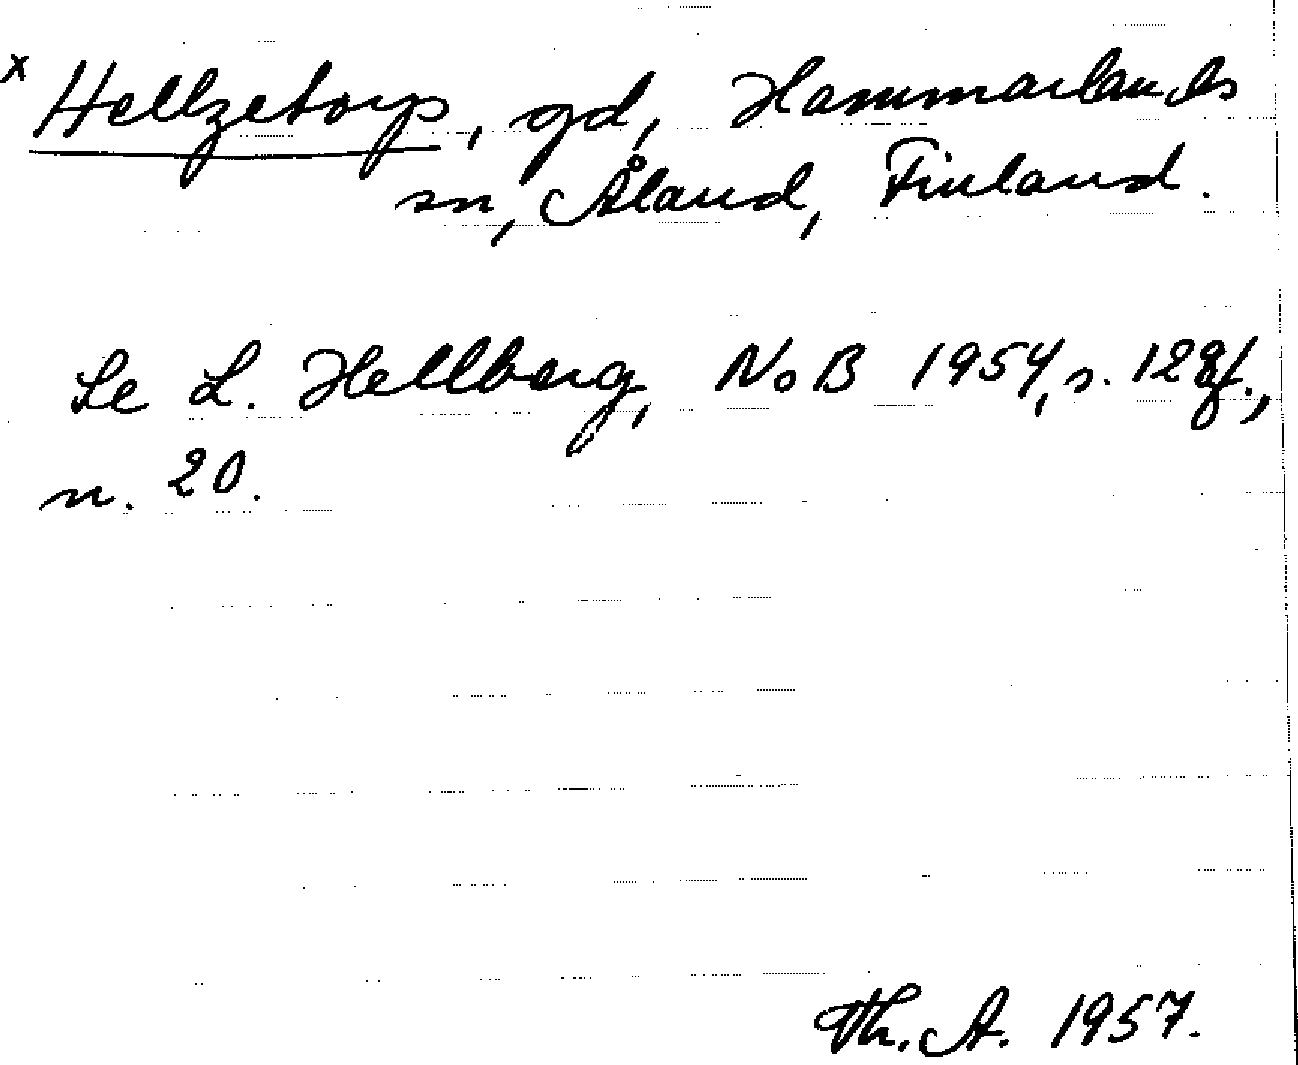 x Hellzetorp, gd, Hammarlands
sn, Åland, Finland.
Se L. Hellberg, NoB 1954, s. 128f.,
n. 20.
Th. A. 1957.